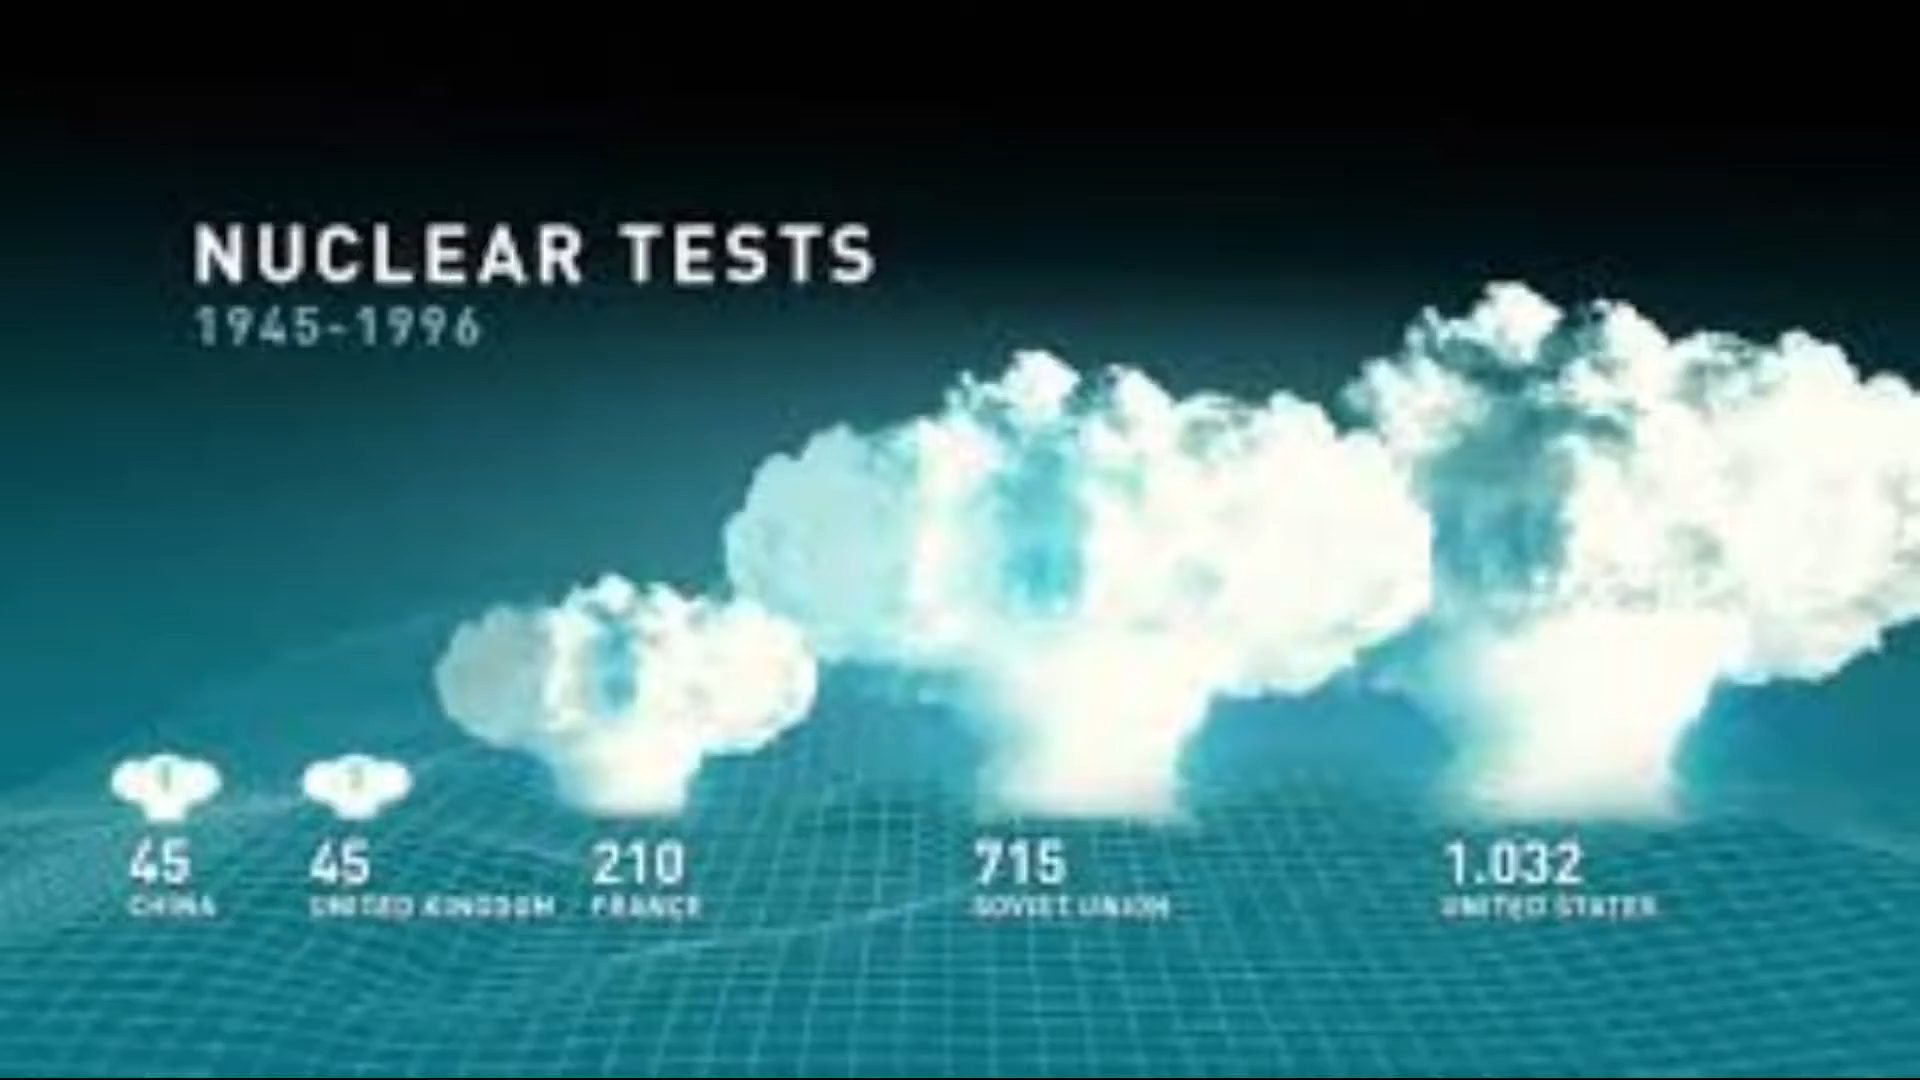 NUCLEAR TESTS
1945-1996
45
CHINA
45
UNITED KINGDOM
210
FRANCE
715
SOVIET UNION
1.032
UNITED STATES